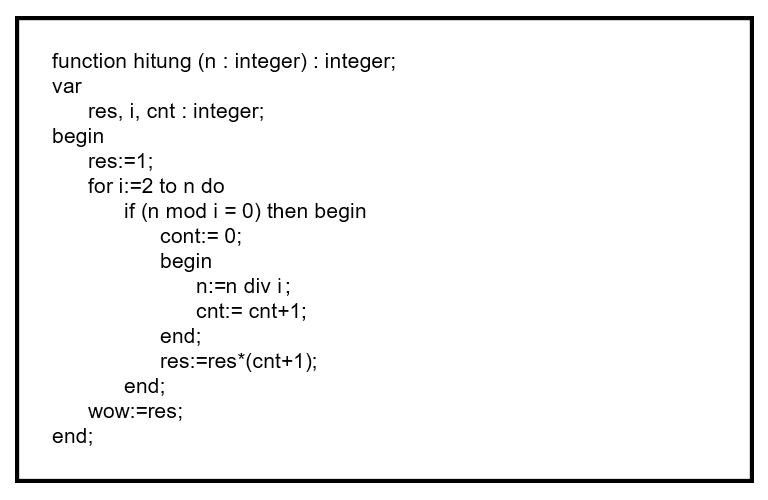 function hitung (n : integer) : integer;
var
res, i, cnt : integer;
begin
res:=1;
for i:=2 to n do
if (n mod i = 0) then begin
cont:= 0;
begin
n:=n div i;
cnt:= cnt+1;
end;
res:=res*(cnt+1);
end;
wow:=res;
end;